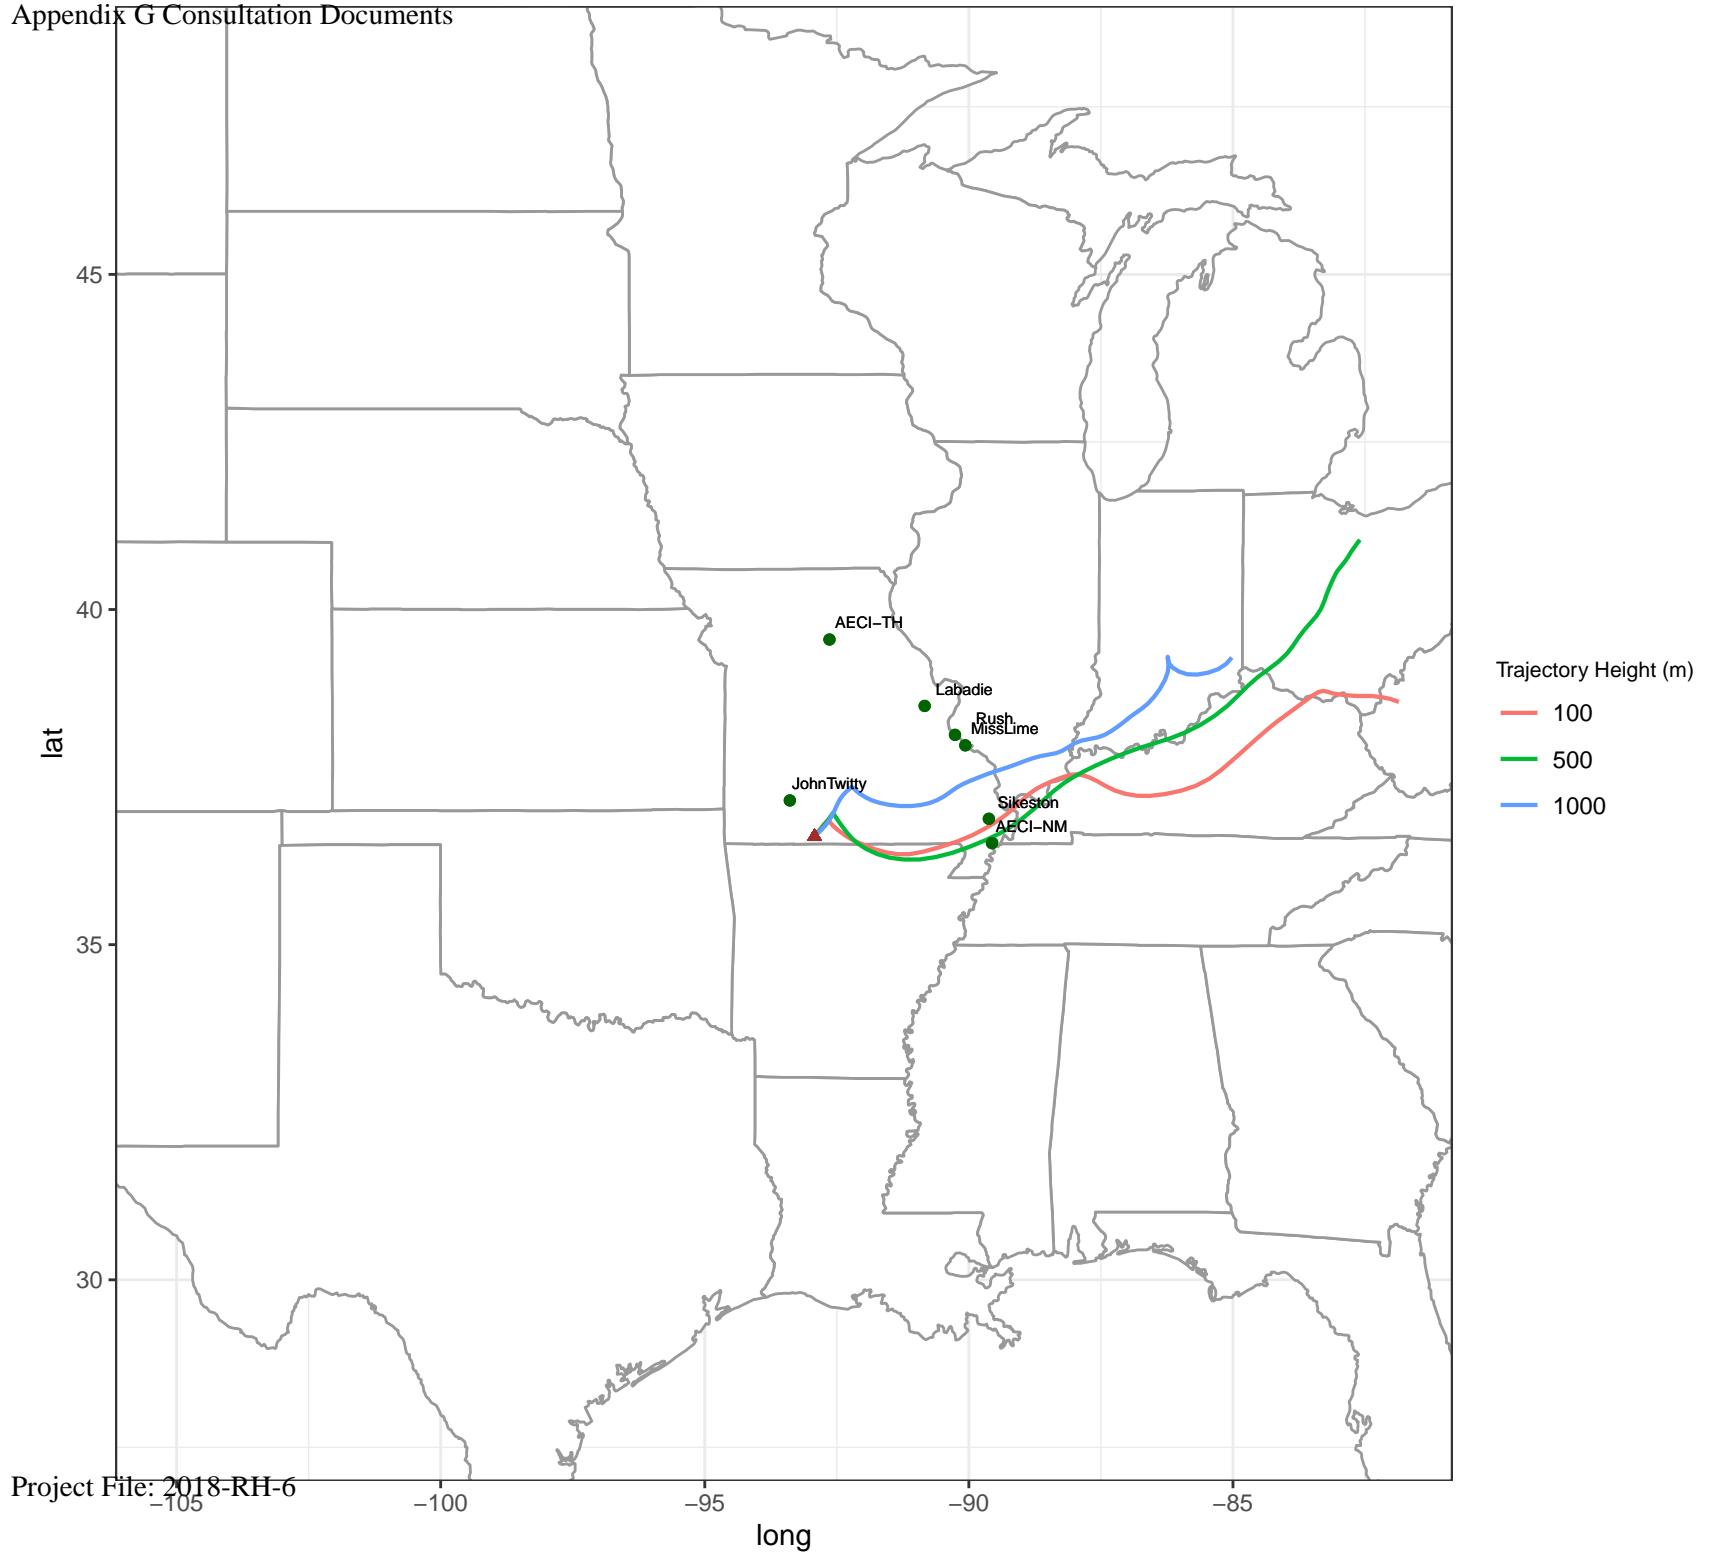 Appendix G Consultation Documents
45
40
35
30
lat
AECI−TH
Labadie
Rush
MissLime
JohnTwitty
Sikeston
AECI−NM
Trajectory Height (m)
100
500
1000
Project File: 2018-RH-6
−105
−100
−95
−90
−85
long